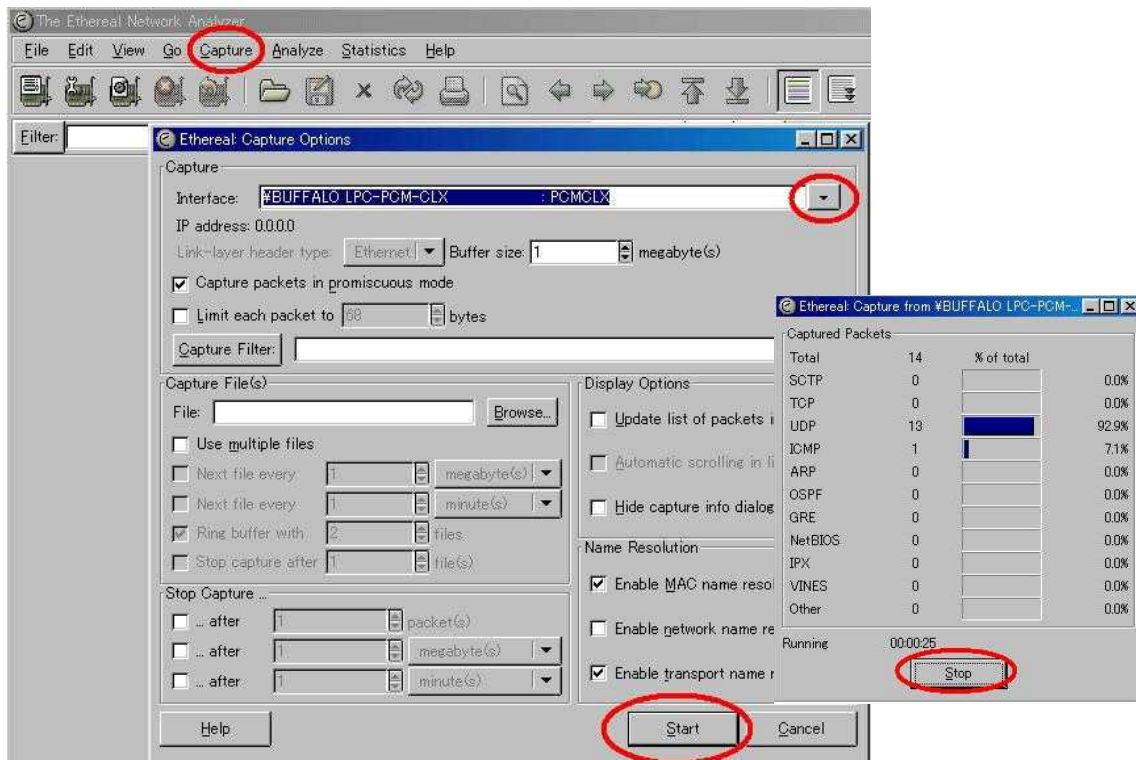 The Ethereal Network Analyzer
File Edit View Go Capture Analyze Statistics Help
Filter:
Ethereal: Capture Options
Capture
Interface: ¥BUFFALO LPC-PCM-CLX : PCMCLX
IP address: 0.0.0.0
Link-layer header type: Ethernet Buffer size: 1 megabyte(s)
Capture packets in promiscuous mode
Limit each packet to 68 bytes
Capture Filter:
Capture File(s)
File: Browse...
Use multiple files
Next file every 1 megabyte(s)
Next file every 1 minute(s)
Ring buffer with 2 files
Stop capture after 1 file(s)
Stop Capture ...
... after 1 packet(s)
... after 1 megabyte(s)
... after 1 minute(s)
Display Options
Update list of packets i
Automatic scrolling in li
Hide capture info dialog
Name Resolution
Enable MAC name resol
Enable network name re
Enable transport name r
Help Start Cancel
Ethereal: Capture from ¥BUFFALO LPC-PCM-...
Captured Packets
Total 14 % of total
SCTP 0 0.0%
TCP 0 0.0%
UDP 13 92.9%
ICMP 1 7.1%
ARP 0 0.0%
OSPF 0 0.0%
GRE 0 0.0%
NetBIOS 0 0.0%
IPX 0 0.0%
VINES 0 0.0%
Other 0 0.0%
Running 00:00:25
Stop